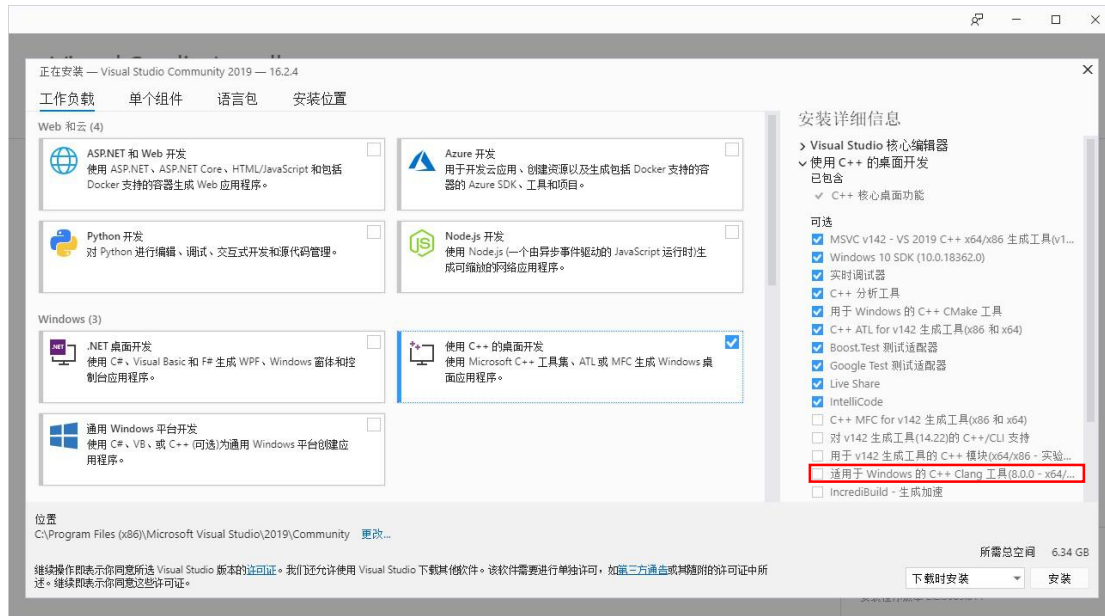 正在安装 — Visual Studio Community 2019 — 16.2.4
工作负载
单个组件
语言包
安装位置
Web 和云 (4)
ASP.NET 和 Web 开发
使用 ASP.NET、ASP.NET Core、HTML/JavaScript 和包括
Docker 支持的容器生成 Web 应用程序。
Azure 开发
用于开发云应用、创建资源以及生成包括 Docker 支持的容
器的 Azure SDK、工具和项目。
Python 开发
对 Python 进行编辑、调试、交互式开发和源代码管理。
Node.js 开发
使用 Node.js (一个由异步事件驱动的 JavaScript 运行时)生
成可缩放的网络应用程序。
Windows (3)
.NET 桌面开发
使用 C#、Visual Basic 和 F# 生成 WPF、Windows 窗体和控
制台应用程序。
使用 C++ 的桌面开发
使用 Microsoft C++ 工具集、ATL 或 MFC 生成 Windows 桌
面应用程序。
通用 Windows 平台开发
使用 C#、VB、或 C++ (可选)为通用 Windows 平台创建应
用程序。
安装详细信息
Visual Studio 核心编辑器
使用 C++ 的桌面开发
已包含
C++ 核心桌面功能
可选
MSVC v142 - VS 2019 C++ x64/x86 生成工具(v1...
Windows 10 SDK (10.0.18362.0)
实时调试器
C++ 分析工具
用于 Windows 的 C++ CMake 工具
C++ ATL for v142 生成工具(x86 和 x64)
Boost.Test 测试适配器
Google Test 测试适配器
Live Share
IntelliCode
C++ MFC for v142 生成工具(x86 和 x64)
对 v142 生成工具(14.22)的 C++/CLI 支持
用于 v142 生成工具的 C++ 模块(x64/x86 - 实验...
适用于 Windows 的 C++ Clang 工具(8.0.0 - x64/...
IncrediBuild - 生成加速
位置
C:\Program Files (x86)\Microsoft Visual Studio\2019\Community 更改...
所需总空间 6.34 GB
继续操作即表示你同意所选 Visual Studio 版本的许可证。我们还允许使用 Visual Studio 下载其他软件。该软件需要进行单独许可，如第三方通告或其随附的许可证中所
述。继续即表示你同意这些许可证。
下载时安装
安装